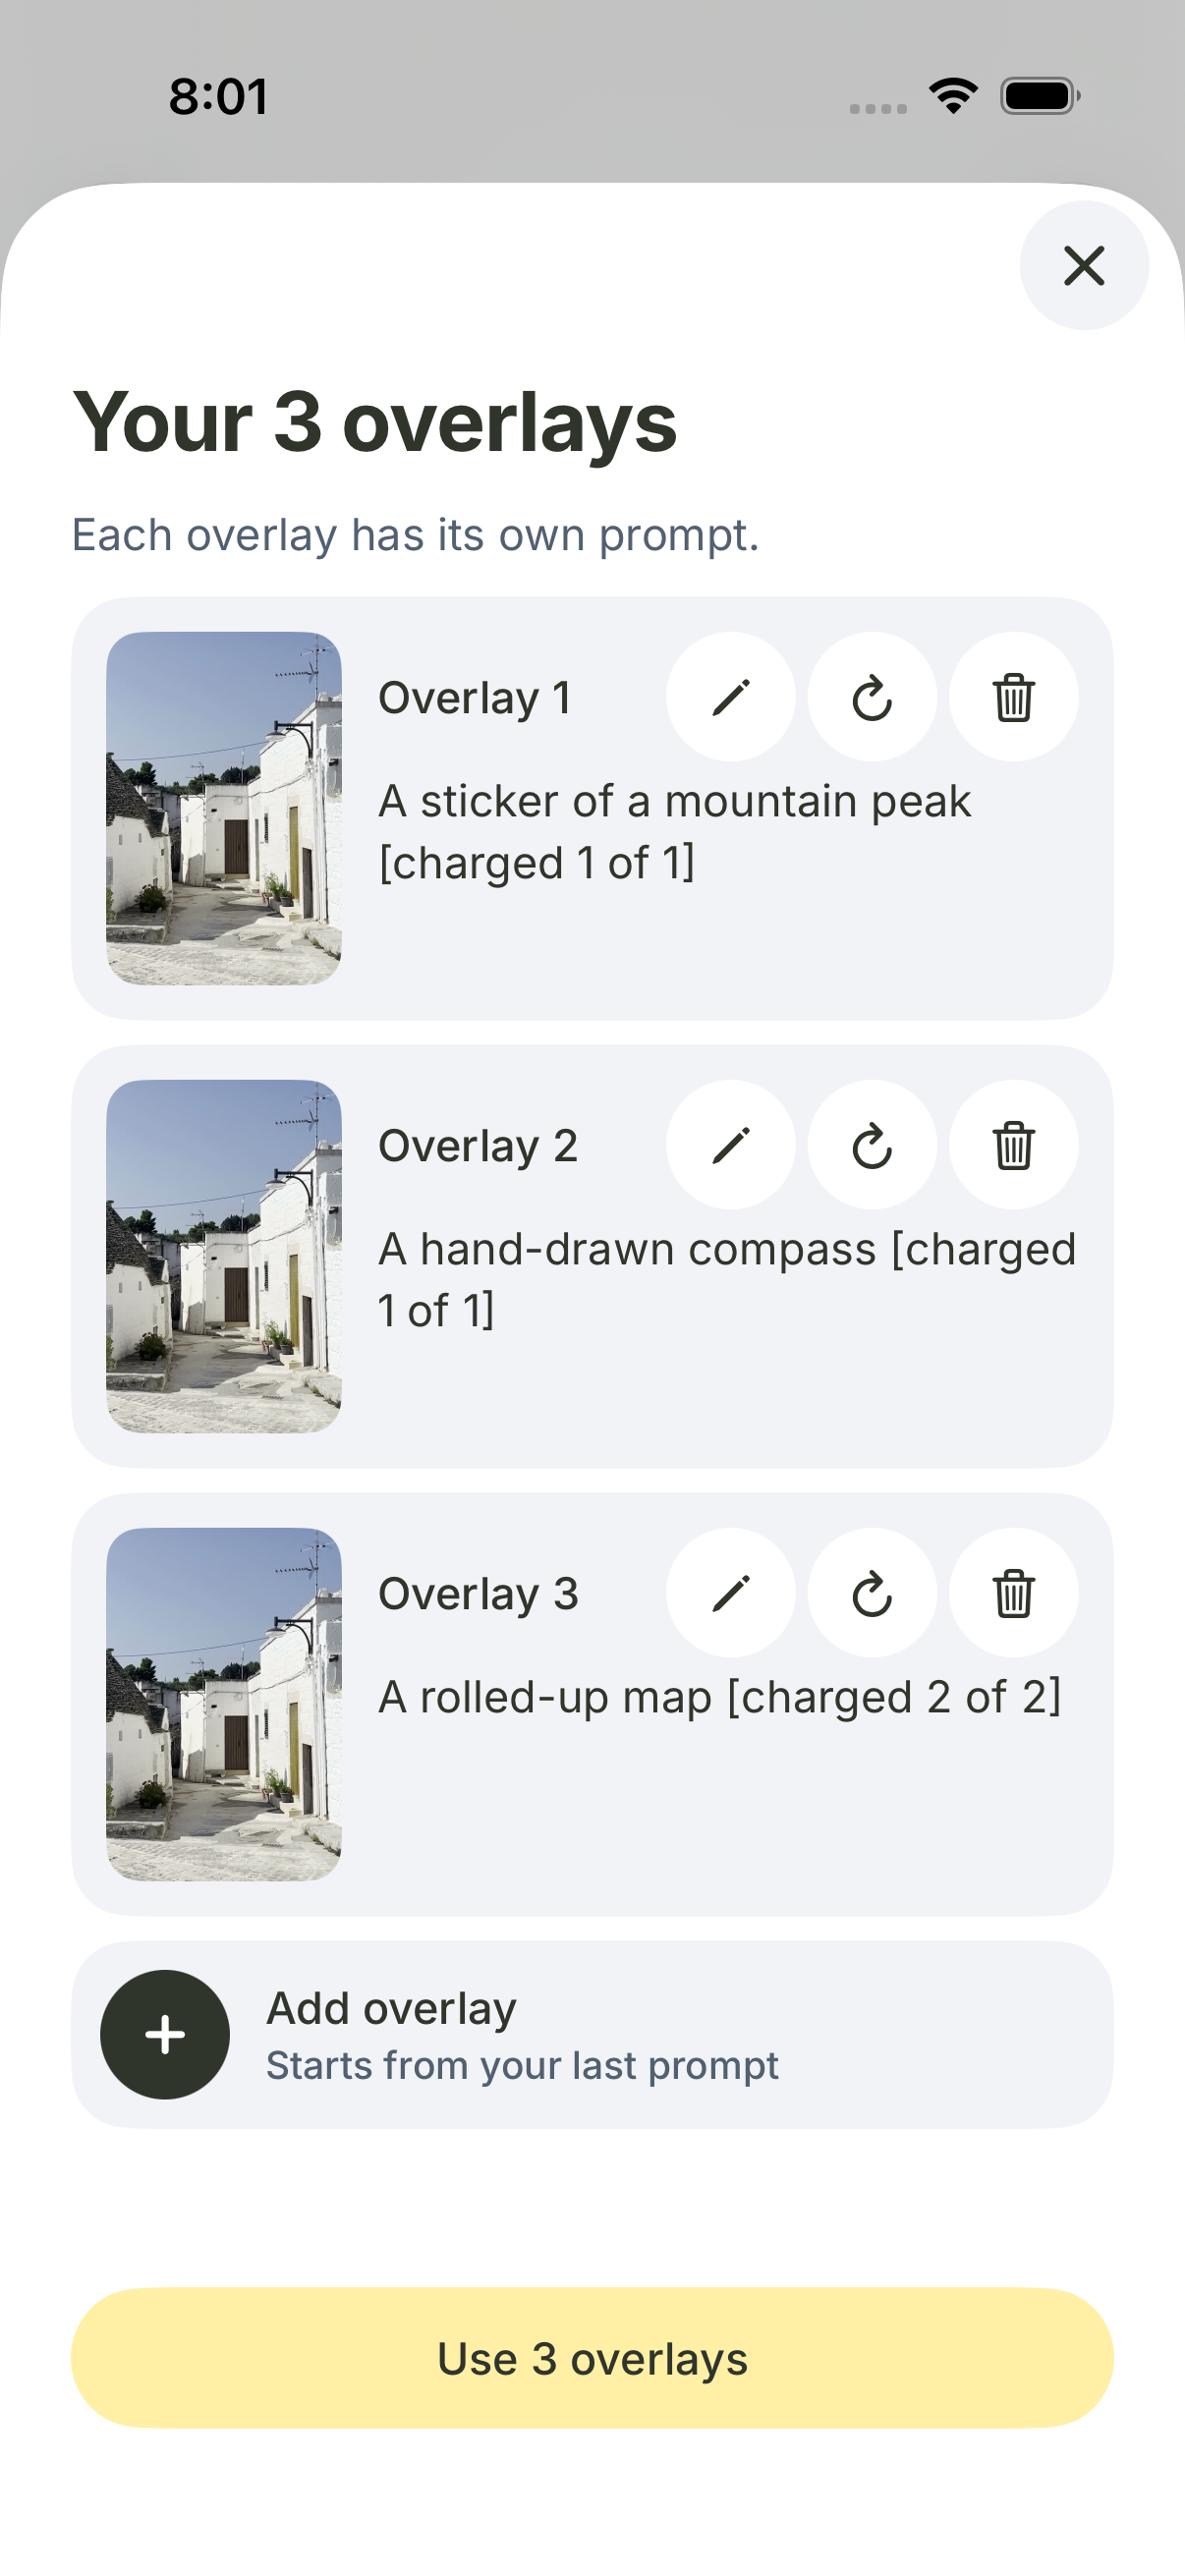 8:01
Your 3 overlays
Each overlay has its own prompt.
Overlay 1
A sticker of a mountain peak
[charged 1 of 1]
Overlay 2
A hand-drawn compass [charged
1 of 1]
Overlay 3
A rolled-up map [charged 2 of 2]
Add overlay
Starts from your last prompt
Use 3 overlays